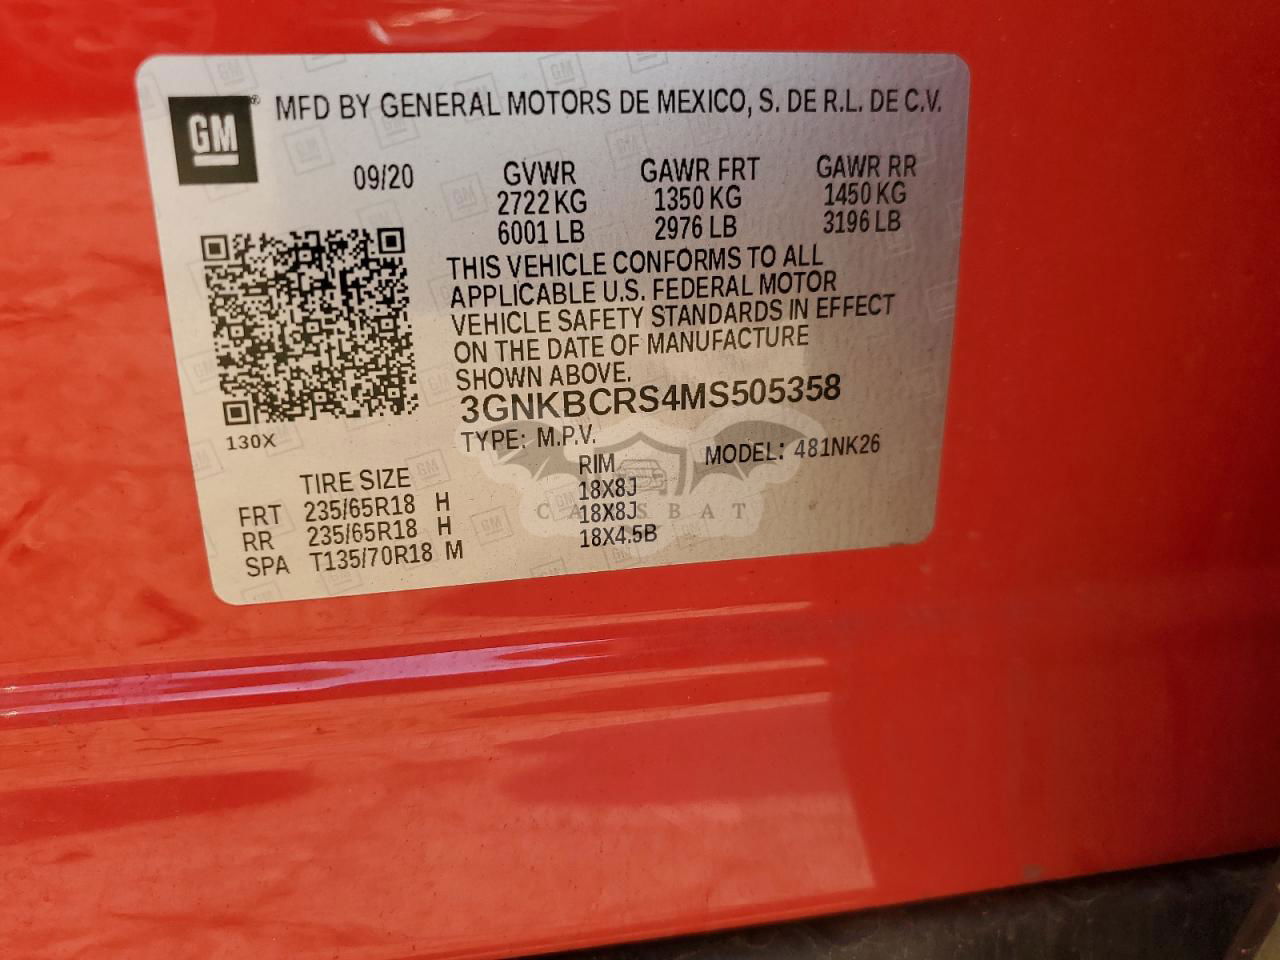 GM® MFD BY GENERAL MOTORS DE MEXICO, S. DE R.L. DE C.V.
09/20 GVWR GAWR FRT GAWR RR
2722 KG 1350 KG 1450 KG
6001 LB 2976 LB 3196 LB
THIS VEHICLE CONFORMS TO ALL
APPLICABLE U.S. FEDERAL MOTOR
VEHICLE SAFETY STANDARDS IN EFFECT
ON THE DATE OF MANUFACTURE
SHOWN ABOVE.
3GNKBCRS4MS505358
130X TYPE: M.P.V. MODEL: 481NK26
TIRE SIZE RIM
FRT 235/65R18 H 18X8J
RR 235/65R18 H 18X8J
SPA T135/70R18 M 18X4.5B
CARSBAT